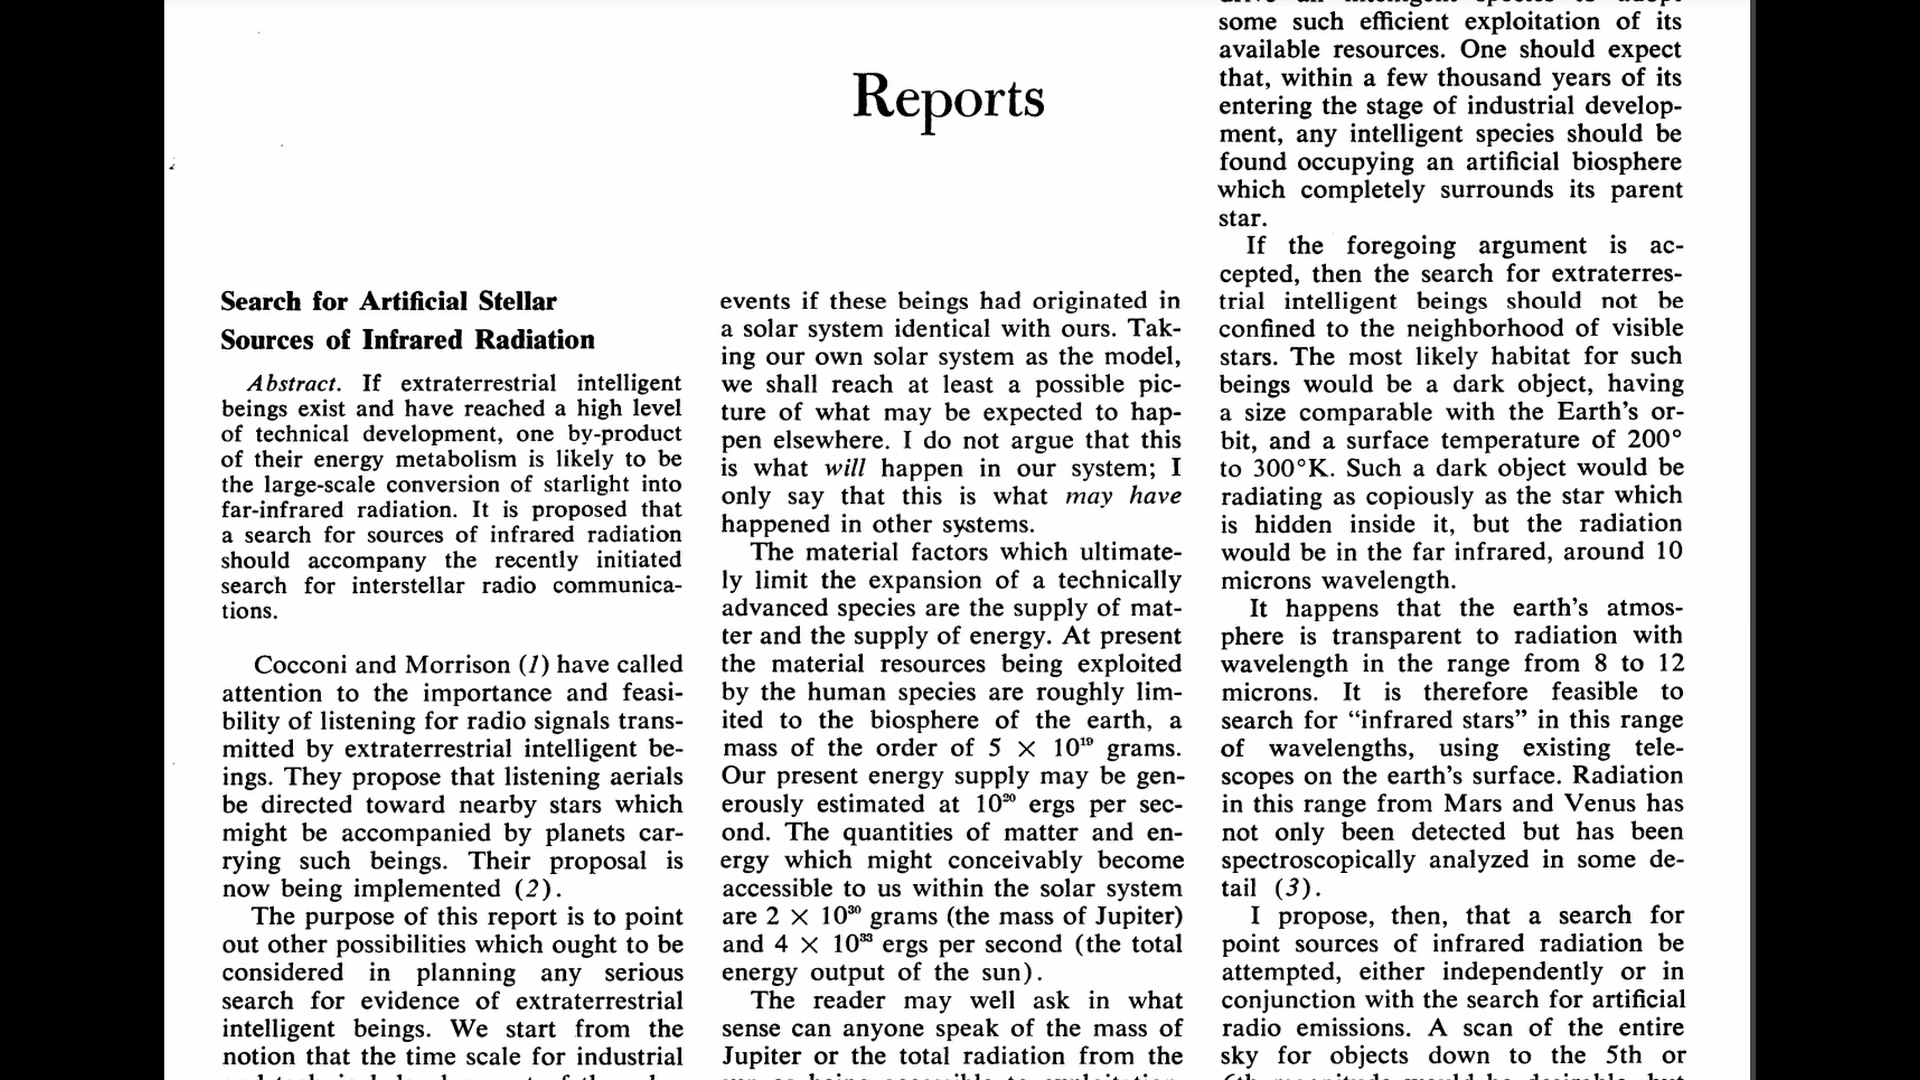 Reports
Search for Artificial Stellar
Sources of Infrared Radiation
Abstract. If extraterrestrial intelligent
beings exist and have reached a high level
of technical development, one by-product
of their energy metabolism is likely to be
the large-scale conversion of starlight into
far-infrared radiation. It is proposed that
a search for sources of infrared radiation
should accompany the recently initiated
search for interstellar radio communica-
tions.
Cocconi and Morrison (1) have called
attention to the importance and feasi-
bility of listening for radio signals trans-
mitted by extraterrestrial intelligent be-
ings. They propose that listening aerials
be directed toward nearby stars which
might be accompanied by planets car-
rying such beings. Their proposal is
now being implemented (2).
The purpose of this report is to point
out other possibilities which ought to be
considered in planning any serious
search for evidence of extraterrestrial
intelligent beings. We start from the
notion that the time scale for industrial
events if these beings had originated in
a solar system identical with ours. Tak-
ing our own solar system as the model,
we shall reach at least a possible pic-
ture of what may be expected to hap-
pen elsewhere. I do not argue that this
is what will happen in our system; I
only say that this is what may have
happened in other systems.
The material factors which ultimate-
ly limit the expansion of a technically
advanced species are the supply of mat-
ter and the supply of energy. At present
the material resources being exploited
by the human species are roughly lim-
ited to the biosphere of the earth, a
mass of the order of 5 × 10¹⁹ grams.
Our present energy supply may be gen-
erously estimated at 10²⁰ ergs per sec-
ond. The quantities of matter and en-
ergy which might conceivably become
accessible to us within the solar system
are 2 × 10³⁰ grams (the mass of Jupiter)
and 4 × 10³³ ergs per second (the total
energy output of the sun).
The reader may well ask in what
sense can anyone speak of the mass of
Jupiter or the total radiation from the
some such efficient exploitation of its
available resources. One should expect
that, within a few thousand years of its
entering the stage of industrial develop-
ment, any intelligent species should be
found occupying an artificial biosphere
which completely surrounds its parent
star.
If the foregoing argument is ac-
cepted, then the search for extraterres-
trial intelligent beings should not be
confined to the neighborhood of visible
stars. The most likely habitat for such
beings would be a dark object, having
a size comparable with the Earth's or-
bit, and a surface temperature of 200°
to 300°K. Such a dark object would be
radiating as copiously as the star which
is hidden inside it, but the radiation
would be in the far infrared, around 10
microns wavelength.
It happens that the earth's atmos-
phere is transparent to radiation with
wavelength in the range from 8 to 12
microns. It is therefore feasible to
search for "infrared stars" in this range
of wavelengths, using existing tele-
scopes on the earth's surface. Radiation
in this range from Mars and Venus has
not only been detected but has been
spectroscopically analyzed in some de-
tail (3).
I propose, then, that a search for
point sources of infrared radiation be
attempted, either independently or in
conjunction with the search for artificial
radio emissions. A scan of the entire
sky for objects down to the 5th or